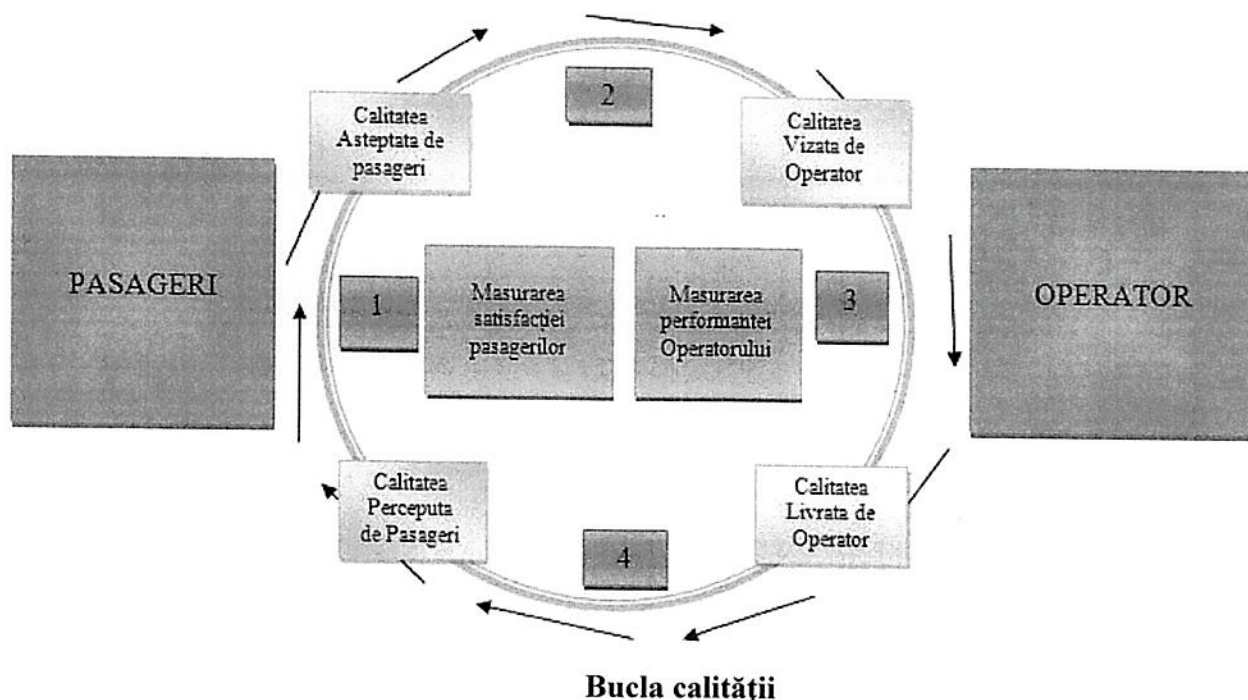 2
Calitatea
Asteptata de
pasageri
Calitatea
Vizata de
Operator
PASAGERI
1
Masurarea
satisfacției
pasagerilor
Masurarea
performantei
Operatorului
3
OPERATOR
Calitatea
Perceputa
de Pasageri
4
Calitatea
Livrata de
Operator
Bucla calității